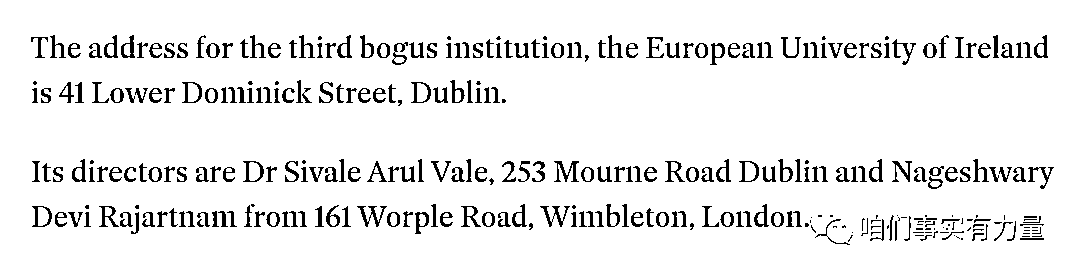 The address for the third bogus institution, the European University of Ireland
is 41 Lower Dominick Street, Dublin.
Its directors are Dr Sivale Arul Vale, 253 Mourne Road Dublin and Nageshwary
Devi Rajartnam from 161 Worple Road, Wimbleton, London.
咱们事实有力量